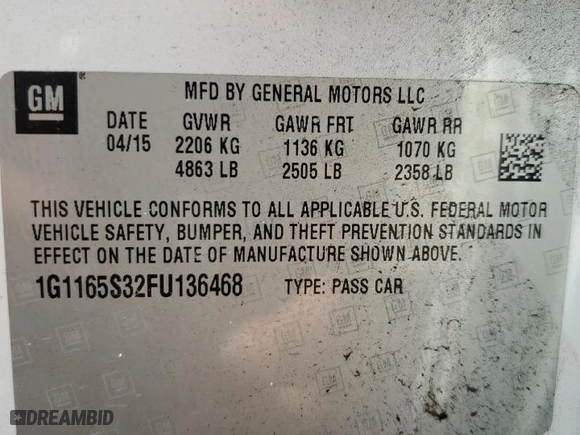 GM
®
MFD BY GENERAL MOTORS LLC
DATE GVWR GAWR FRT GAWR RR
04/15 2206 KG 1136 KG 1070 KG
4863 LB 2505 LB 2358 LB
THIS VEHICLE CONFORMS TO ALL APPLICABLE U.S. FEDERAL MOTOR
VEHICLE SAFETY, BUMPER, AND THEFT PREVENTION STANDARDS IN
EFFECT ON THE DATE OF MANUFACTURE SHOWN ABOVE.
1G1165S32FU136468 TYPE: PASS CAR
DREAMBID